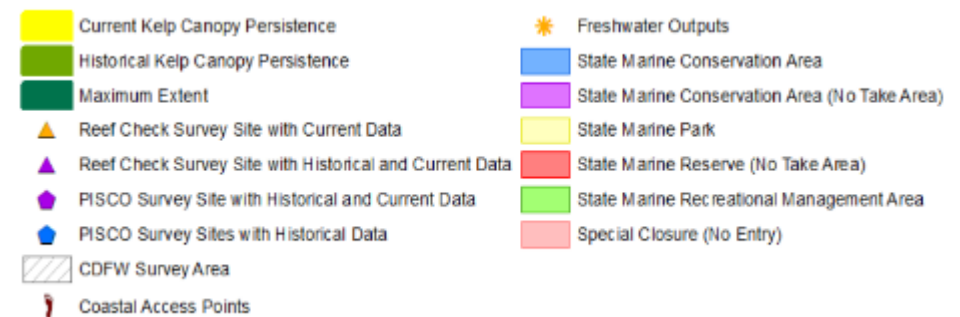 Current Kelp Canopy Persistence
Historical Kelp Canopy Persistence
Maximum Extent
Reef Check Survey Site with Current Data
Reef Check Survey Site with Historical and Current Data
PISCO Survey Site with Historical and Current Data
PISCO Survey Sites with Historical Data
CDFW Survey Area
Coastal Access Points
Freshwater Outputs
State Marine Conservation Area
State Marine Conservation Area (No Take Area)
State Marine Park
State Marine Reserve (No Take Area)
State Marine Recreational Management Area
Special Closure (No Entry)